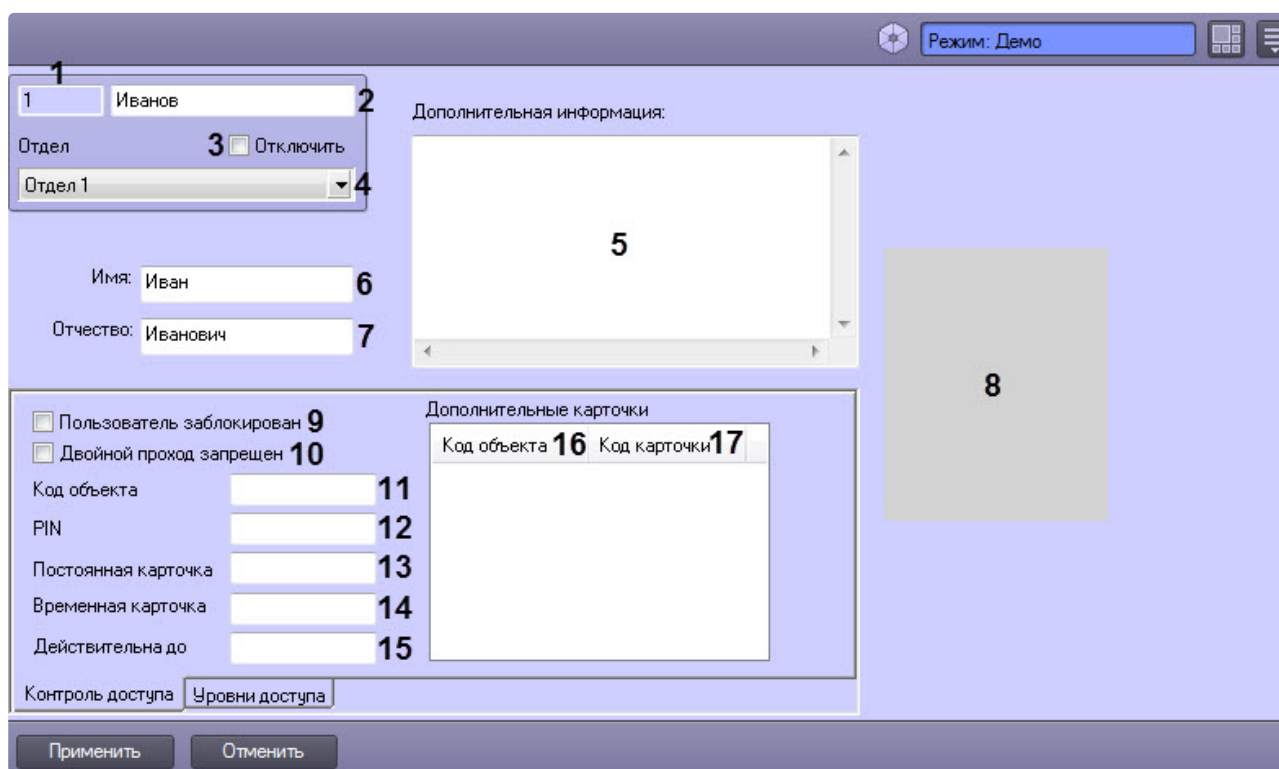 Режим: Демо
1
1 Иванов 2
Отдел 3 Отключить
Отдел 1 4
Дополнительная информация:
5
Имя: Иван 6
Отчество: Иванович 7
8
Пользователь заблокирован 9
Двойной проход запрещен 10
Код объекта 11
PIN 12
Постоянная карточка 13
Временная карточка 14
Действительна до 15
Дополнительные карточки
Код объекта 16 Код карточки 17
Контроль доступа Уровни доступа
Применить Отменить